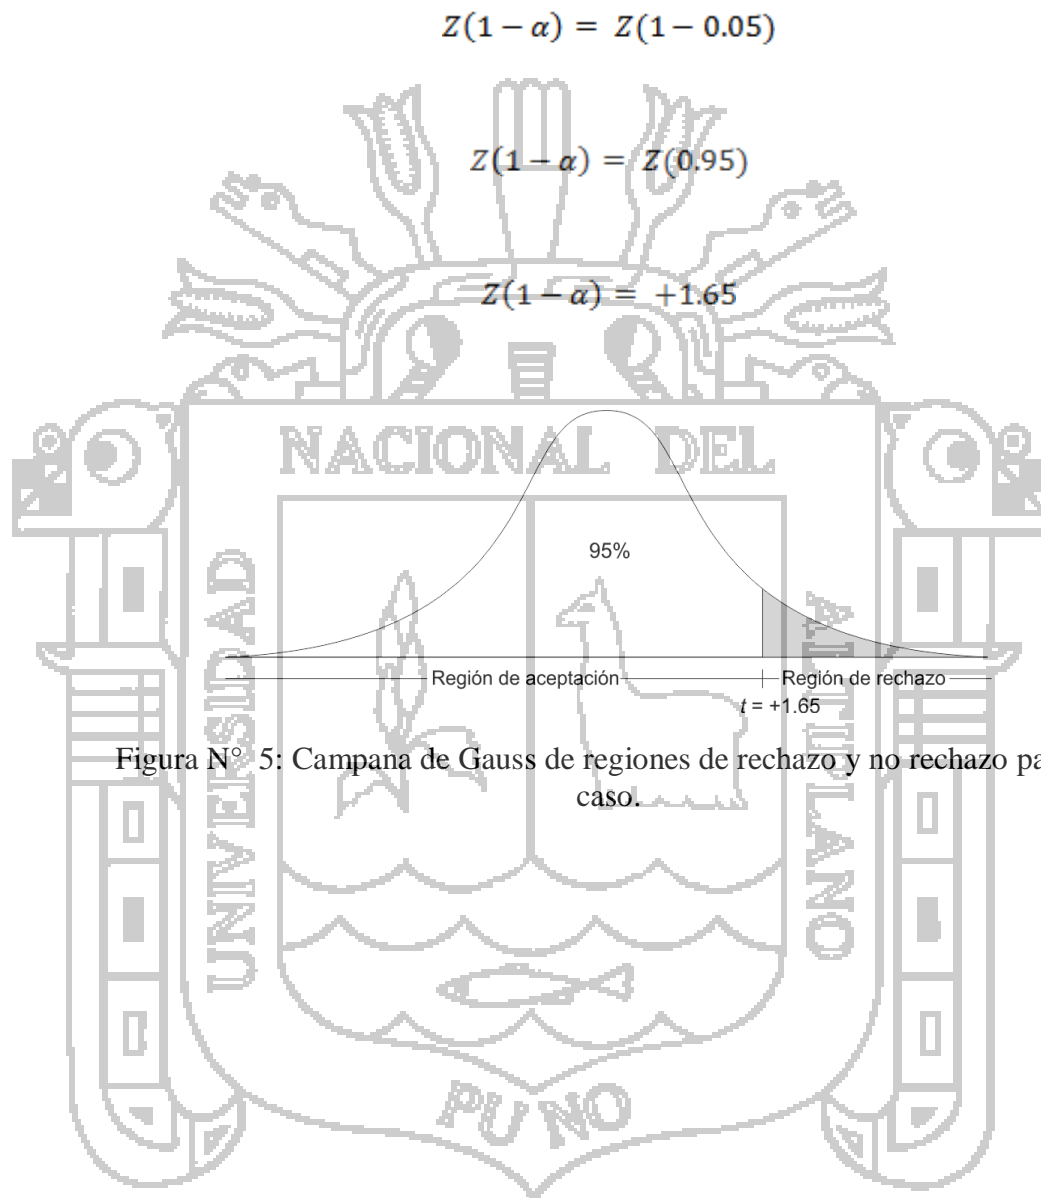 Z(1 − α) = Z(1 − 0.05)
Z(1 − α) = Z(0.95)
Z(1 − α) = +1.65
NACIONAL DEL
UNIVERSIDAD
ALTIPLANO
95%
Región de aceptación
Región de rechazo
t = +1.65
Figura N° 5: Campana de Gauss de regiones de rechazo y no rechazo pa
caso.
PUNO